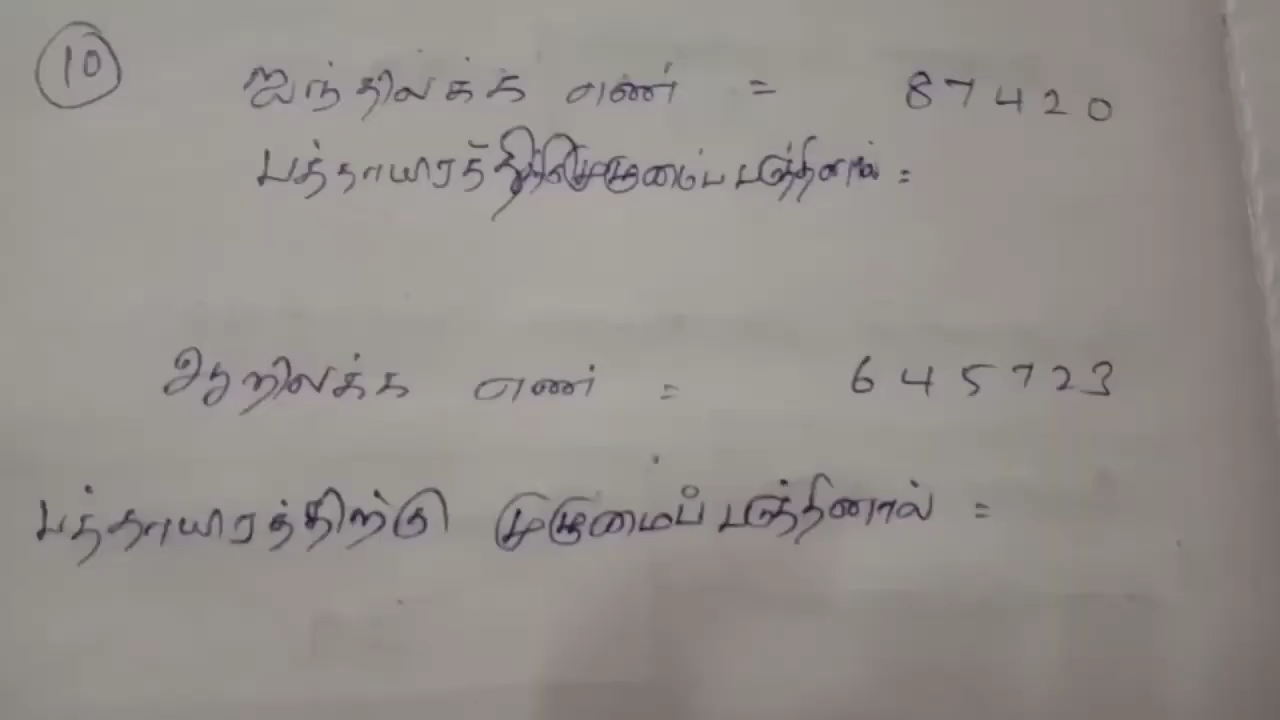 10
ஐந்திலக்க எண் = 87420
பத்தாயிரத்திற்கு முழுமைப்படுத்தினால் =
ஆறிலக்க எண் = 645723
பத்தாயிரத்திற்கு முழுமைப்படுத்தினால் =